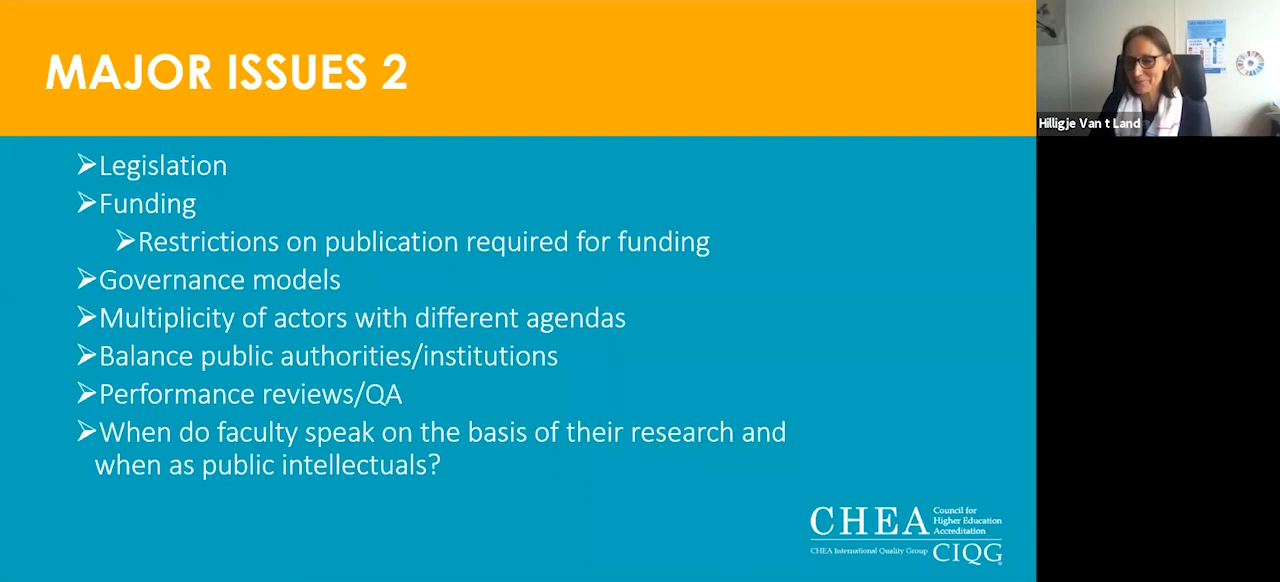 MAJOR ISSUES 2
Hilligje Van t Land
➢Legislation
➢Funding
➢Restrictions on publication required for funding
➢Governance models
➢Multiplicity of actors with different agendas
➢Balance public authorities/institutions
➢Performance reviews/QA
➢When do faculty speak on the basis of their research and
when as public intellectuals?
CHEA
Council for
Higher Education
Accreditation
CHEA International Quality Group
CIQG